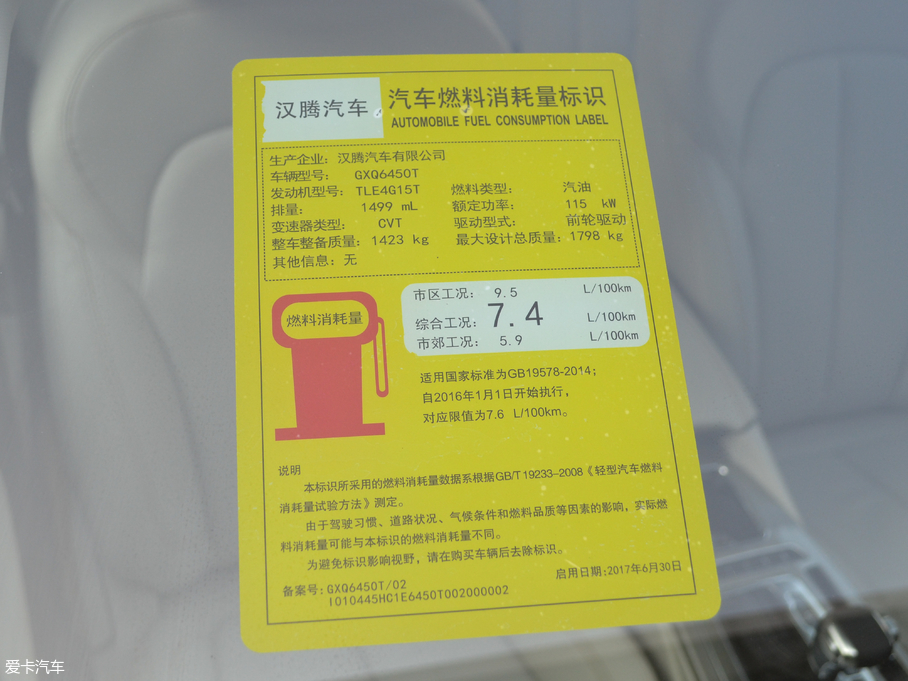 汉腾汽车
汽车燃料消耗量标识
AUTOMOBILE FUEL CONSUMPTION LABEL
生产企业: 汉腾汽车有限公司
车辆型号: GXQ6450T
发动机型号: TLE4G15T 燃料类型: 汽油
排量: 1499 mL 额定功率: 115 kW
变速器类型: CVT 驱动型式: 前轮驱动
整车整备质量: 1423 kg 最大设计总质量: 1798 kg
其他信息: 无
燃料消耗量
市区工况: 9.5 L/100km
综合工况: 7.4 L/100km
市郊工况: 5.9 L/100km
适用国家标准为GB19578-2014;
自2016年1月1日开始执行,
对应限值为7.6 L/100km。
说明
本标识所采用的燃料消耗量数据系根据GB/T 19233-2008《轻型汽车燃料
消耗量试验方法》测定。
由于驾驶习惯、道路状况、气候条件和燃料品质等因素的影响,实际燃
料消耗量可能与本标识的燃料消耗量不同。
为避免标识影响视野,请在购买车辆后去除标识。
备案号: GXQ6450T/02 启用日期: 2017年6月30日
I010445HC1E6450T002000002
爱卡汽车